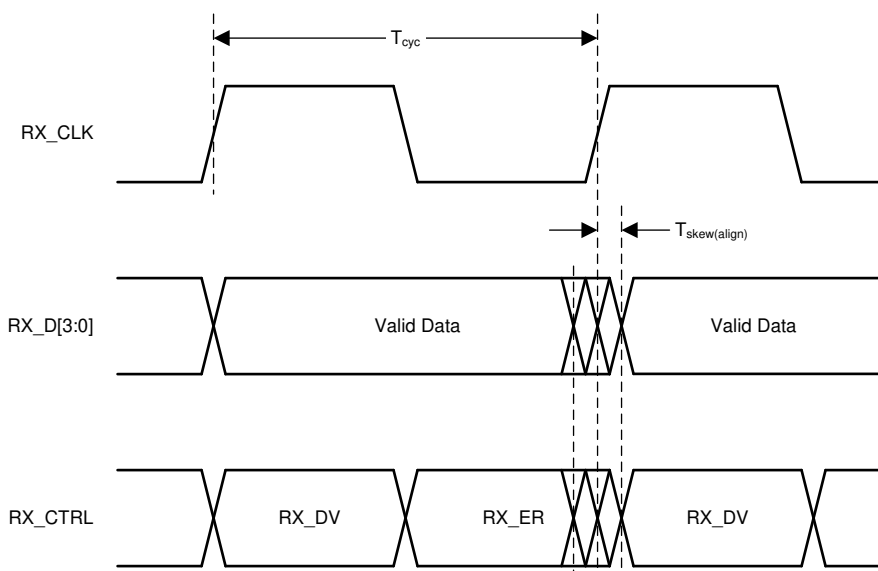 T_cyc
RX_CLK
T_skew(align)
RX_D[3:0]
Valid Data
Valid Data
RX_CTRL
RX_DV
RX_ER
RX_DV